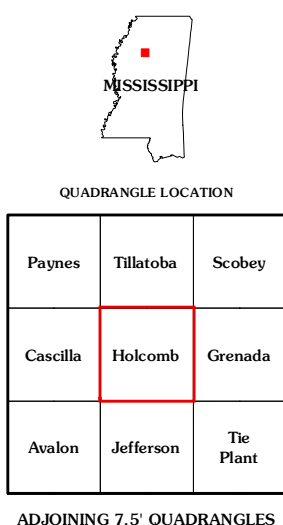 MISSISSIPPI
QUADRANGLE LOCATION
Paynes Tillatoba Scobey
Cascilla Holcomb Grenada
Avalon Jefferson Tie
Plant
ADJOINING 7.5' QUADRANGLES